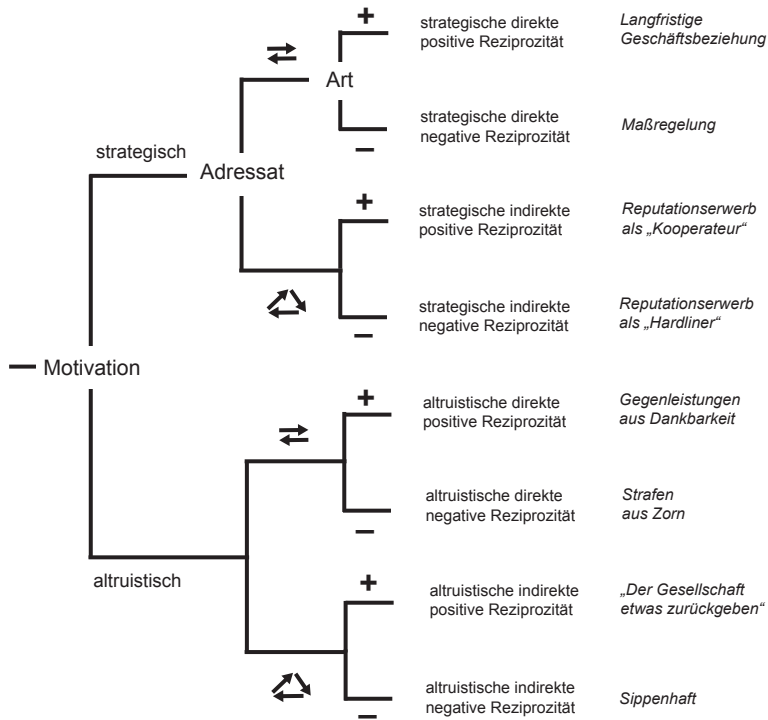 +
strategische direkte
positive Reziprozität
Langfristige
Geschäftsbeziehung
Art
strategische direkte
negative Reziprozität
Maßregelung
–
strategisch
Adressat
+
strategische indirekte
positive Reziprozität
Reputationserwerb
als „Kooperateur“
strategische indirekte
negative Reziprozität
Reputationserwerb
als „Hardliner“
–
Motivation
+
altruistische direkte
positive Reziprozität
Gegenleistungen
aus Dankbarkeit
altruistische direkte
negative Reziprozität
Strafen
aus Zorn
–
altruistisch
+
altruistische indirekte
positive Reziprozität
„Der Gesellschaft
etwas zurückgeben“
altruistische indirekte
negative Reziprozität
Sippenhaft
–